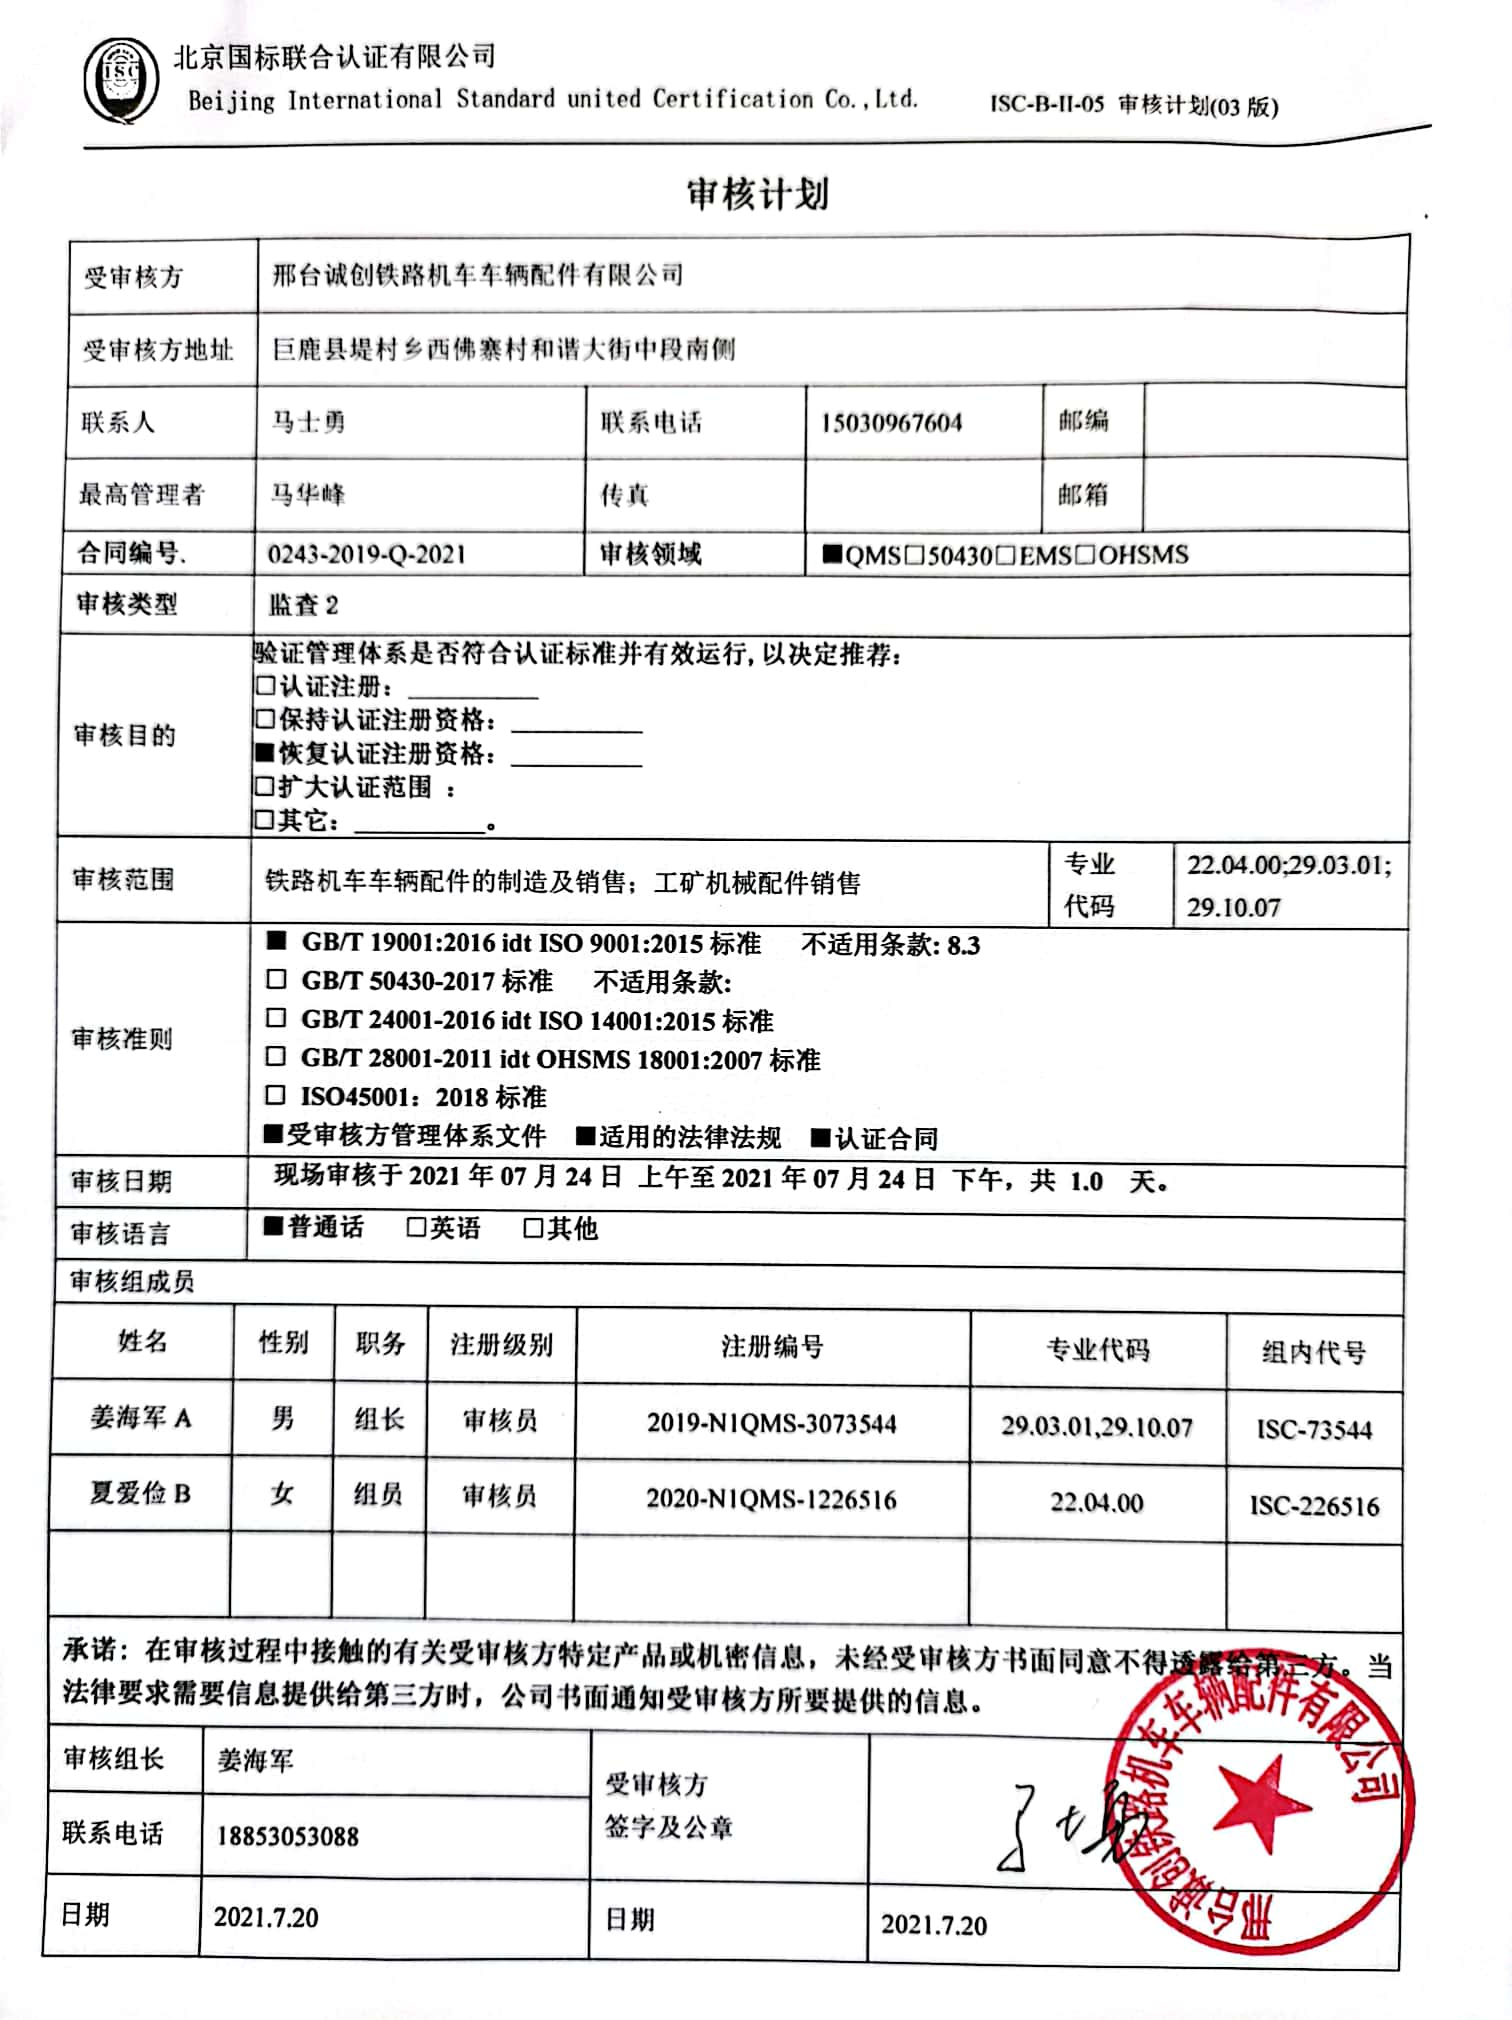 ISC
北京国标联合认证有限公司
Beijing International Standard united Certification Co.,Ltd.
ISC-B-II-05 审核计划(03 版)
审核计划
受审核方 邢台诚创铁路机车车辆配件有限公司
受审核方地址 巨鹿县堤村乡西佛寨村和谐大街中段南侧
联系人 马士勇 联系电话 15030967604 邮编
最高管理者 马华峰 传真 邮箱
合同编号. 0243-2019-Q-2021 审核领域 ■QMS□50430□EMS□OHSMS
审核类型 监查 2
审核目的
验证管理体系是否符合认证标准并有效运行,以决定推荐：
□认证注册：__________
□保持认证注册资格：__________
■恢复认证注册资格：__________
□扩大认证范围 ：
□其它：__________。
审核范围 铁路机车车辆配件的制造及销售；工矿机械配件销售
专业
代码
22.04.00;29.03.01;
29.10.07
审核准则
■ GB/T 19001:2016 idt ISO 9001:2015 标准 不适用条款: 8.3
□ GB/T 50430-2017 标准 不适用条款:
□ GB/T 24001-2016 idt ISO 14001:2015 标准
□ GB/T 28001-2011 idt OHSMS 18001:2007 标准
□ ISO45001：2018 标准
■受审核方管理体系文件 ■适用的法律法规 ■认证合同
审核日期 现场审核于 2021 年 07 月 24 日 上午至 2021 年 07 月 24 日 下午，共 1.0 天。
审核语言 ■普通话 □英语 □其他
审核组成员
姓名 性别 职务 注册级别 注册编号 专业代码 组内代号
姜海军 A 男 组长 审核员 2019-N1QMS-3073544 29.03.01,29.10.07 ISC-73544
夏爱俭 B 女 组员 审核员 2020-N1QMS-1226516 22.04.00 ISC-226516
承诺：在审核过程中接触的有关受审核方特定产品或机密信息，未经受审核方书面同意不得透露给第三方。当
法律要求需要信息提供给第三方时，公司书面通知受审核方所要提供的信息。
审核组长 姜海军
受审核方
签字及公章
马士勇
邢台诚创铁路机车车辆配件有限公司
联系电话 18853053088
日期 2021.7.20 日期 2021.7.20